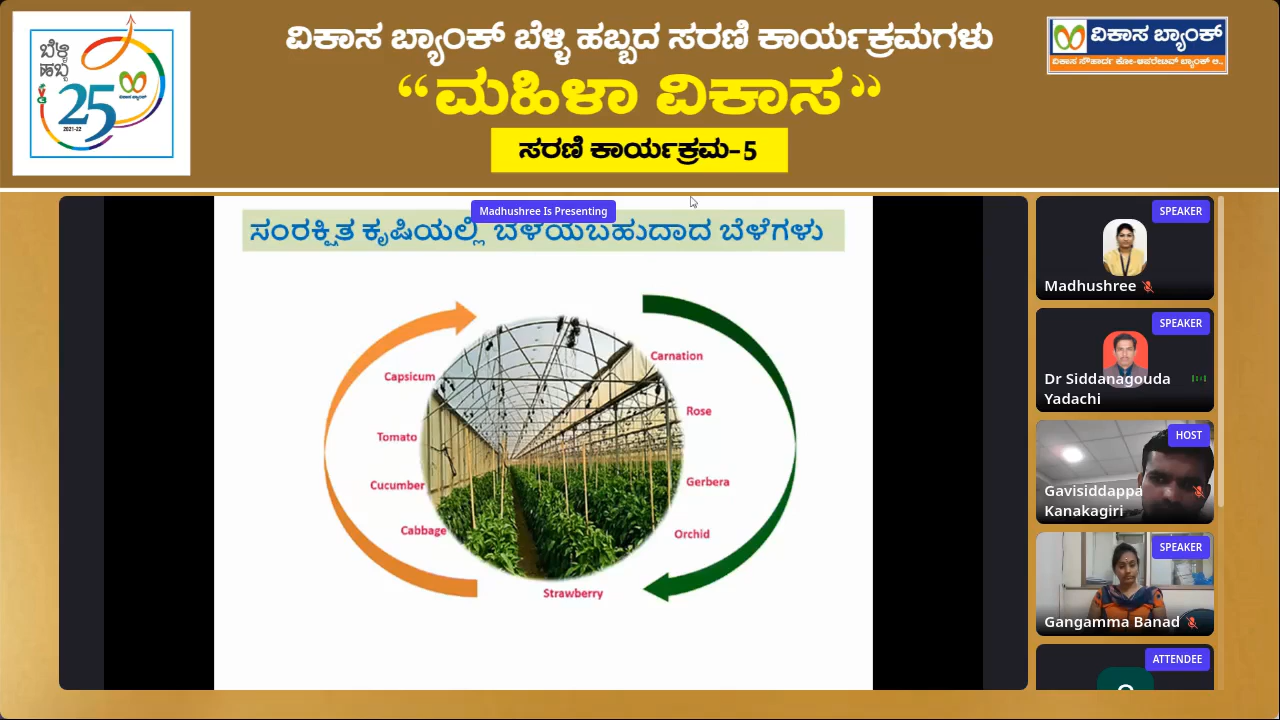 ಬೆಳ್ಳಿ
ಹಬ್ಬ
25
2021-22
ವಿಕಾಸ ಬ್ಯಾಂಕ್ ಬೆಳ್ಳಿ ಹಬ್ಬದ ಸರಣಿ ಕಾರ್ಯಕ್ರಮಗಳು
“ಮಹಿಳಾ ವಿಕಾಸ”
ಸರಣಿ ಕಾರ್ಯಕ್ರಮ-5
ವಿಕಾಸ ಬ್ಯಾಂಕ್
ವಿಕಾಸ ಸೌಹಾರ್ದ ಕೋ-ಆಪರೇಟಿವ್ ಬ್ಯಾಂಕ್ ಲಿ.,
Madhushree Is Presenting
ಸಂರಕ್ಷಿತ ಕೃಷಿಯಲ್ಲಿ ಬೆಳೆಯಬಹುದಾದ ಬೆಳೆಗಳು
Capsicum
Tomato
Cucumber
Cabbage
Carnation
Rose
Gerbera
Orchid
Strawberry
SPEAKER
Madhushree
SPEAKER
Dr Siddanagouda
Yadachi
HOST
Gavisiddappa
Kanakagiri
SPEAKER
Gangamma Banad
ATTENDEE